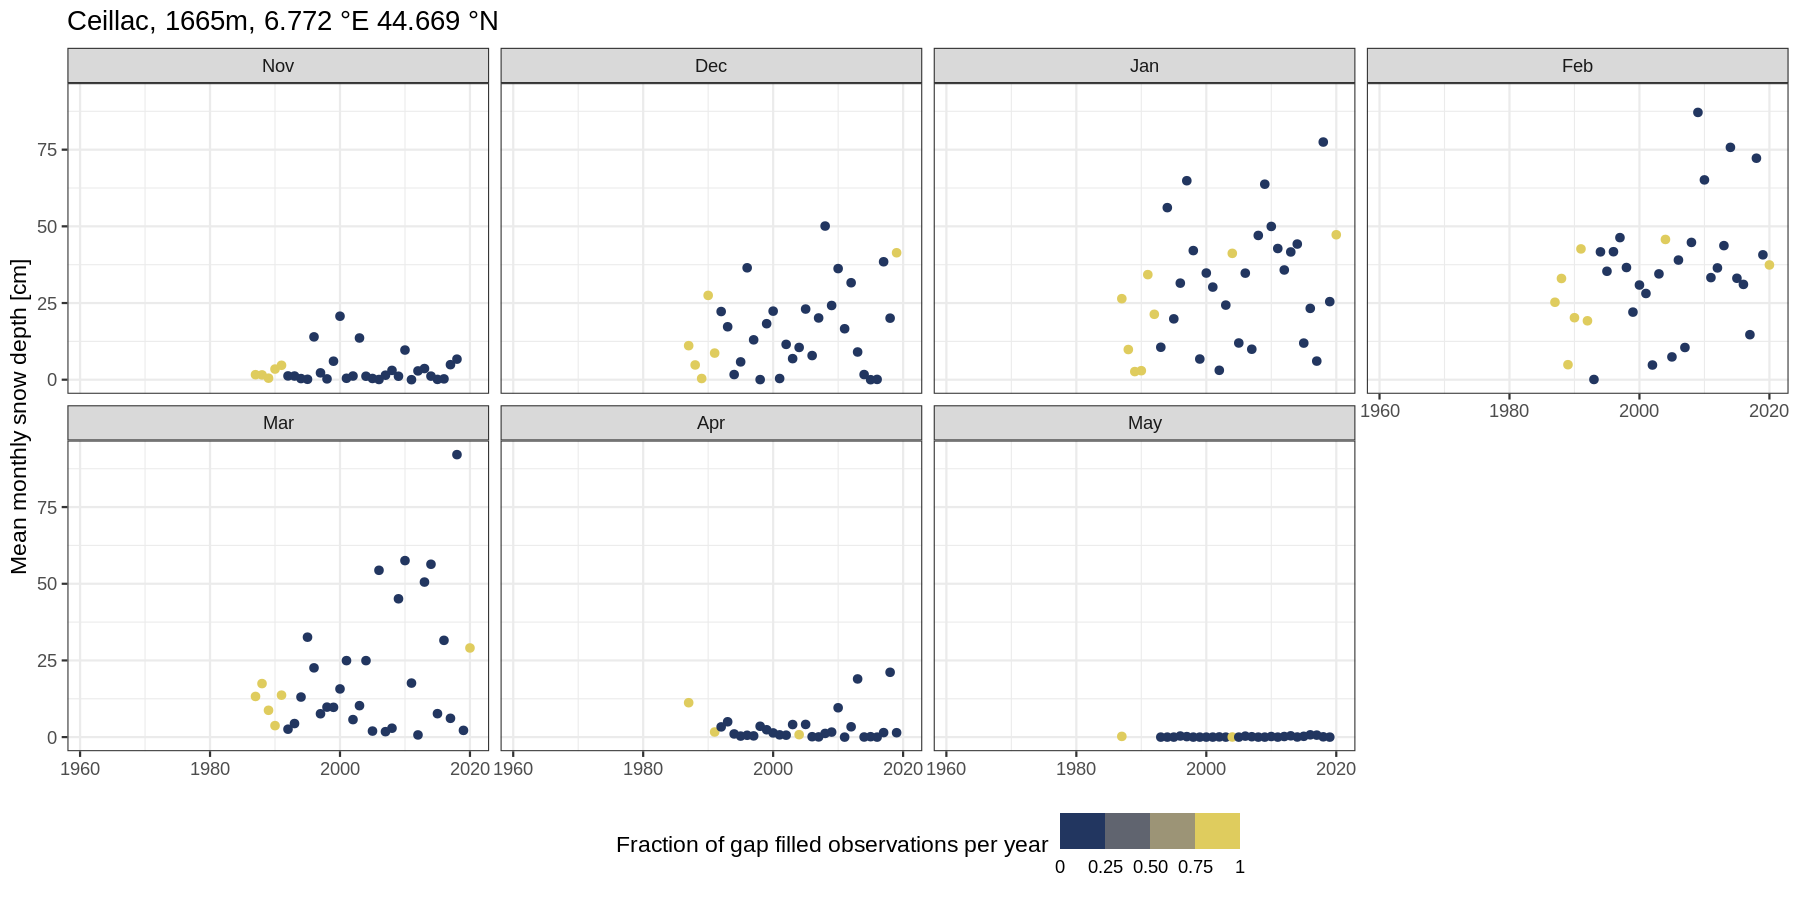 Ceillac, 1665m, 6.772 °E 44.669 °N
Nov Dec Jan Feb
75
50
25
0
1960 1980 2000 2020
Mean monthly snow depth [cm]
Mar Apr May
75
50
25
0
1960 1980 2000 2020 1960 1980 2000 2020 1960 1980 2000 2020
Fraction of gap filled observations per year
0 0.25 0.50 0.75 1